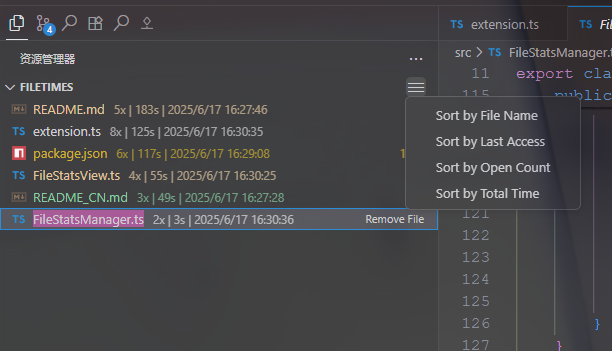 4
资源管理器
FILETIMES
README.md 5x | 183s | 2025/6/17 16:27:46
TS extension.ts 8x | 125s | 2025/6/17 16:30:35
package.json 6x | 117s | 2025/6/17 16:29:08 1
TS FileStatsView.ts 4x | 55s | 2025/6/17 16:30:25
README_CN.md 3x | 49s | 2025/6/17 16:27:28
TS FileStatsManager.ts 2x | 3s | 2025/6/17 16:30:36 Remove File
TS extension.ts TS Fil
src > TS FileStatsManager.t
11 export cla
115 public
Sort by File Name
Sort by Last Access
Sort by Open Count
Sort by Total Time
121
122
123
124
125
126 }
127 }